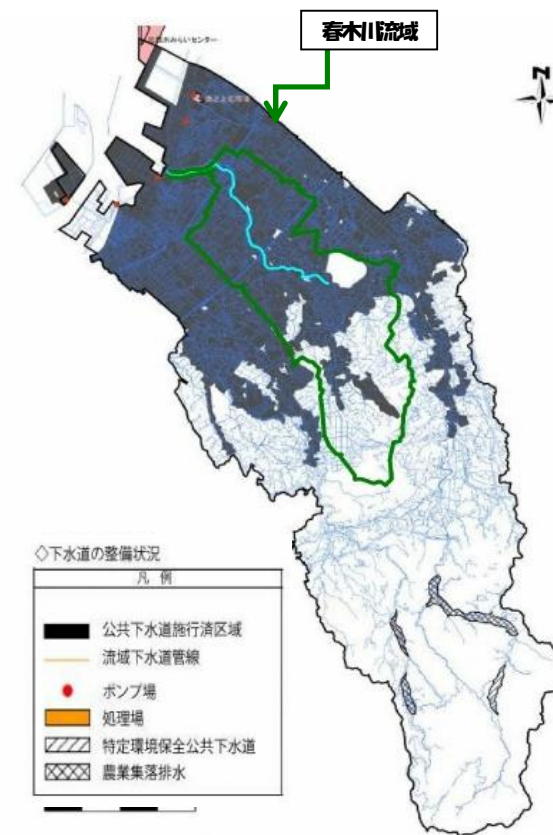 春木川流域
N
◇下水道の整備状況
凡 例
公共下水道施行済区域
流域下水道管線
ポンプ場
処理場
特定環境保全公共下水道
農業集落排水